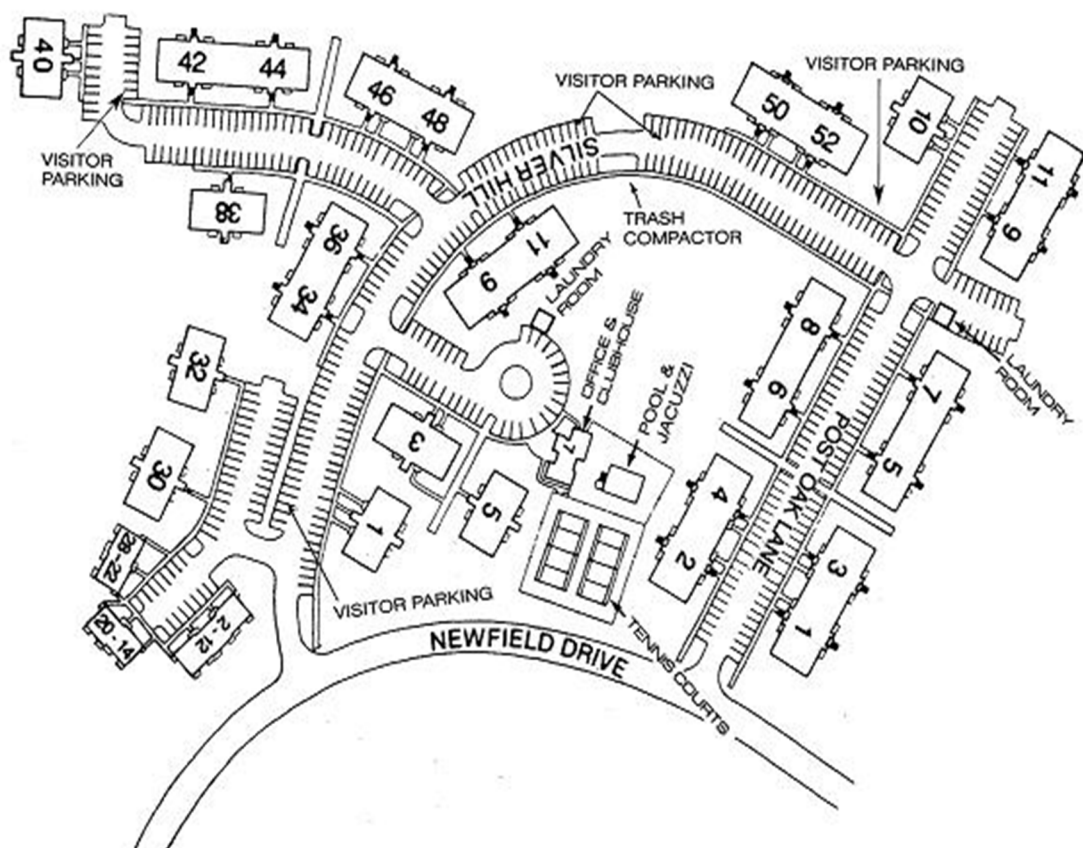 40
42
44
46
48
VISITOR PARKING
50
52
VISITOR PARKING
10
11
9
VISITOR
PARKING
38
36
34
SILVER HILL
TRASH
COMPACTOR
11
9
LAUNDRY
ROOM
OFFICE &
CLUBHOUSE
POOL &
JACUZZI
8
6
LAUNDRY
ROOM
7
5
32
30
3
1
5
7
4
2
POST OAK LANE
3
1
28-22
20-14
2-12
VISITOR PARKING
NEWFIELD DRIVE
TENNIS COURTS